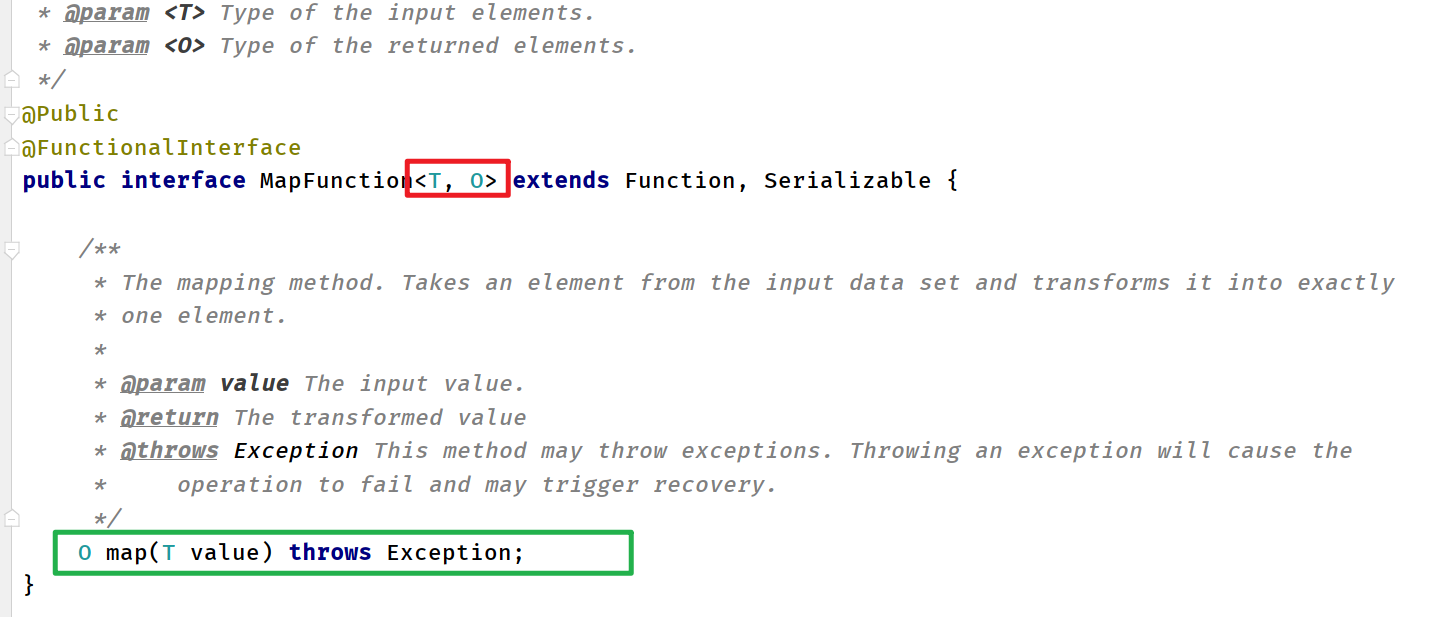 * @param <T> Type of the input elements.
* @param <O> Type of the returned elements.
*/
@Public
@FunctionalInterface
public interface MapFunction<T, O> extends Function, Serializable {
/**
* The mapping method. Takes an element from the input data set and transforms it into exactly
* one element.
*
* @param value The input value.
* @return The transformed value
* @throws Exception This method may throw exceptions. Throwing an exception will cause the
*     operation to fail and may trigger recovery.
*/
O map(T value) throws Exception;
}